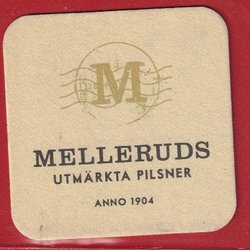 M
MELLERUDS
UTMÄRKTA PILSNER
ANNO 1904